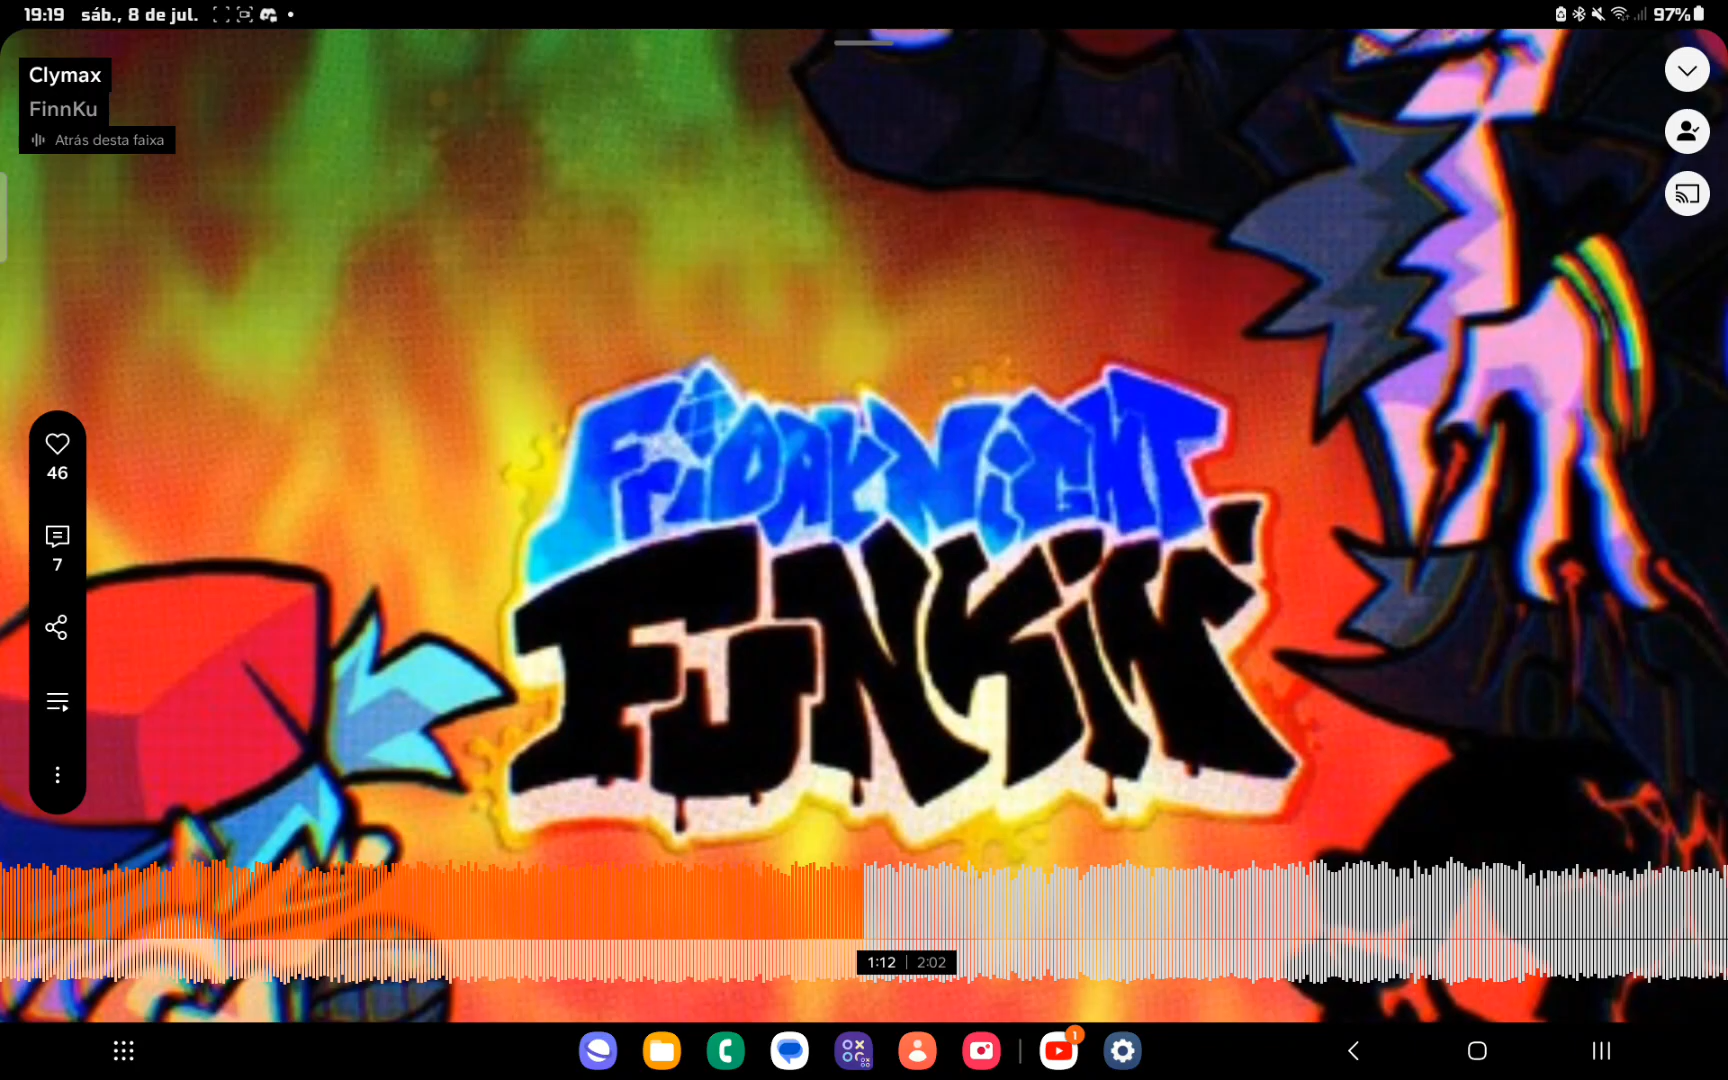 19:19 sáb., 8 de jul. 97%
Clymax
FinnKu
Atrás desta faixa
FRIDAY NIGHT
FUNKIN
46
7
1:12 | 2:02
1